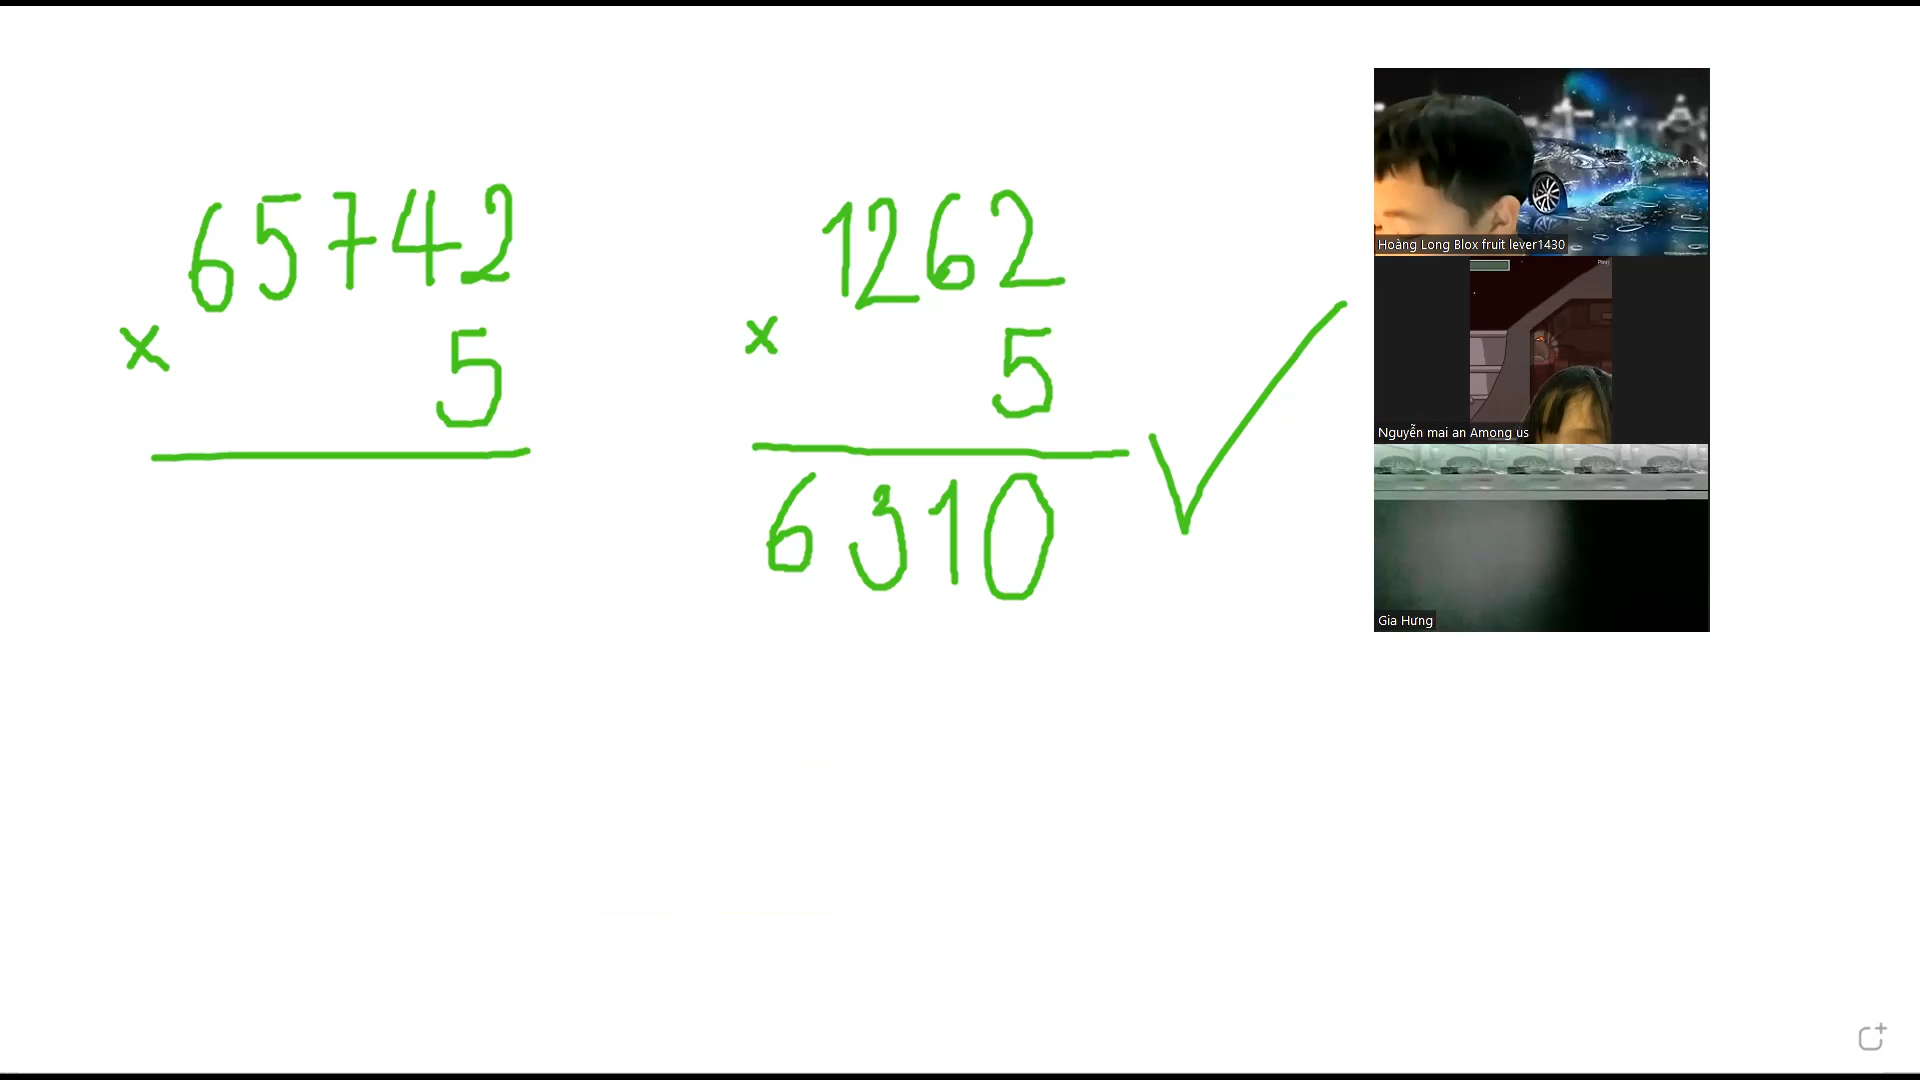 65742
x
5
1262
x
5
6310
Hoàng Long Blox fruit lever1430
Nguyễn mai an Among us
Gia Hưng